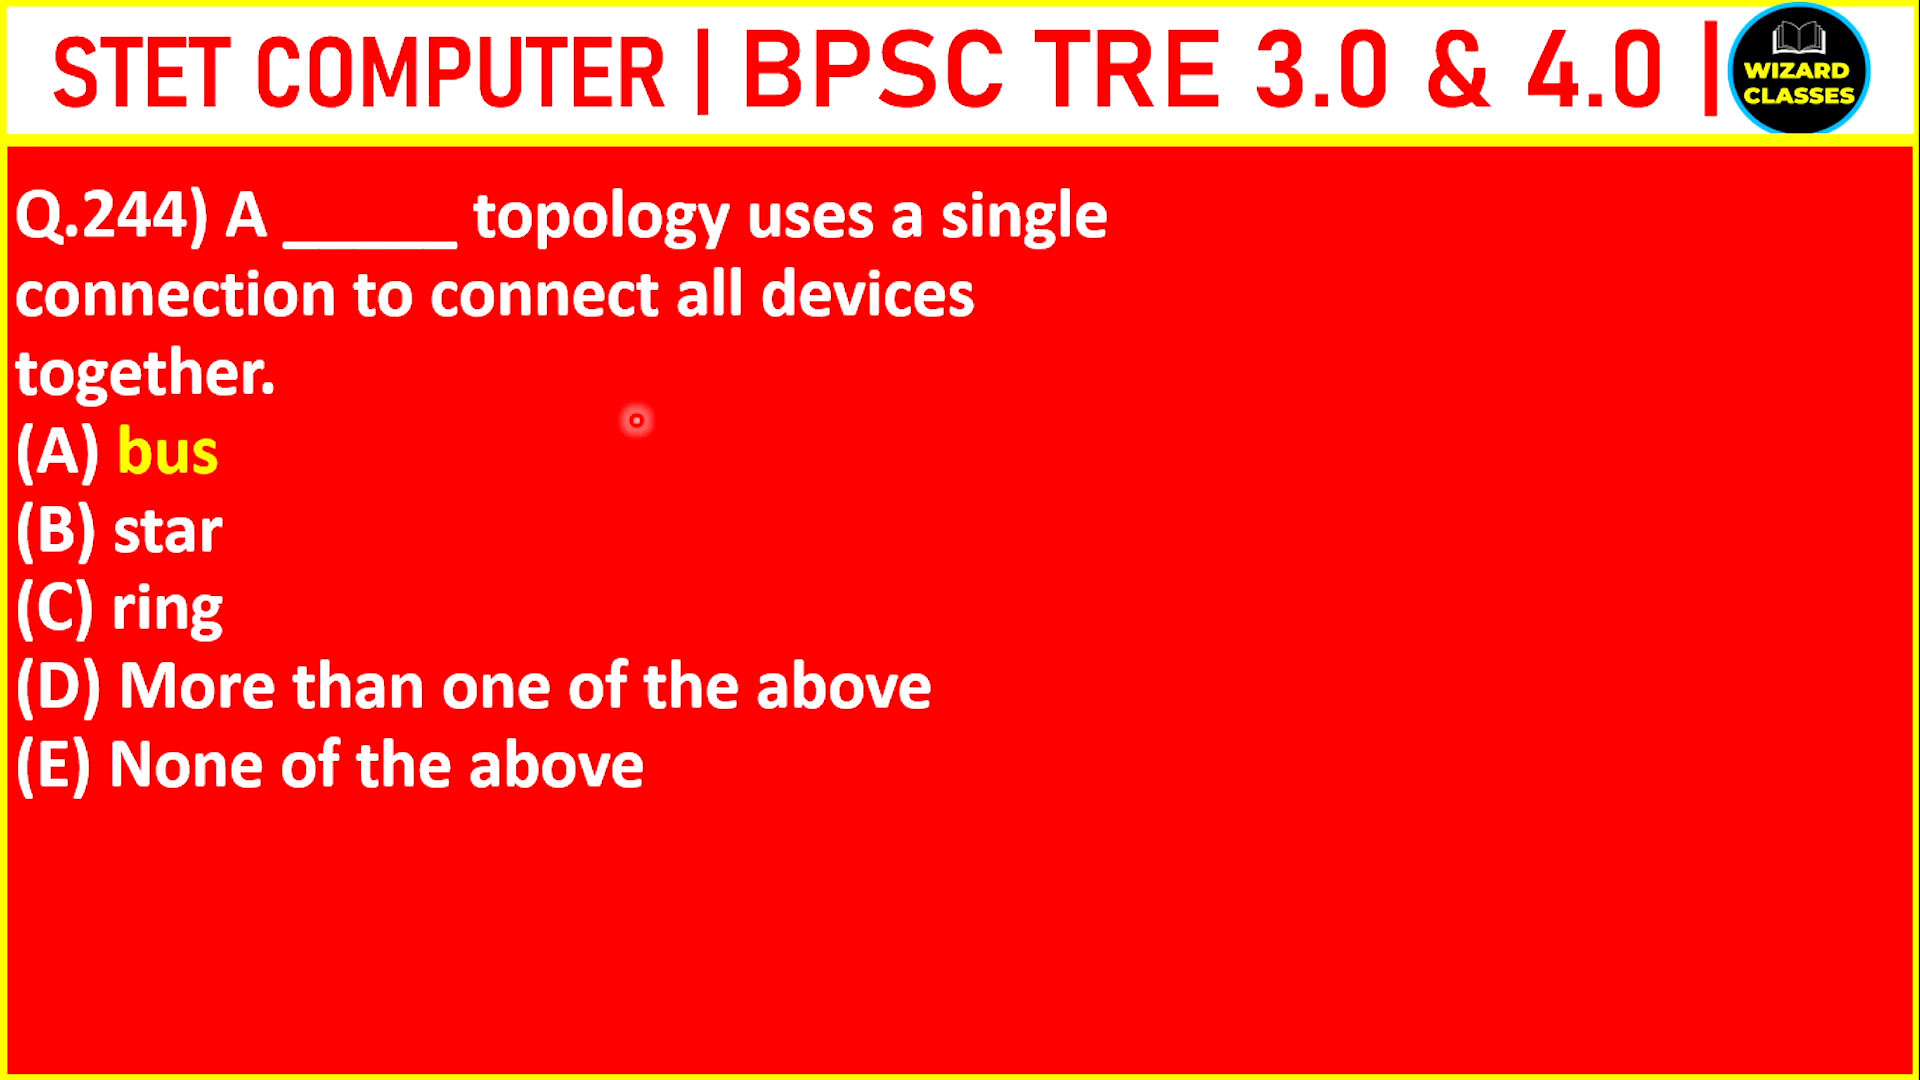 STET COMPUTER | BPSC TRE 3.0 & 4.0 |
WIZARD
CLASSES
Q.244) A ______ topology uses a single
connection to connect all devices
together.
(A) bus
(B) star
(C) ring
(D) More than one of the above
(E) None of the above